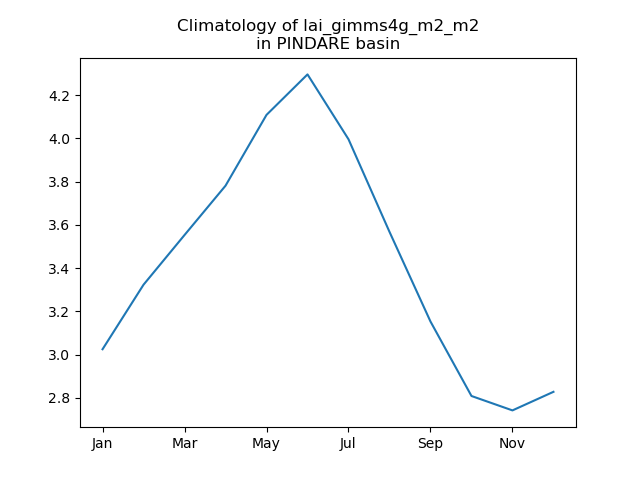 Climatology of lai_gimms4g_m2_m2
in PINDARE basin
4.2
4.0
3.8
3.6
3.4
3.2
3.0
2.8
Jan Mar May Jul Sep Nov